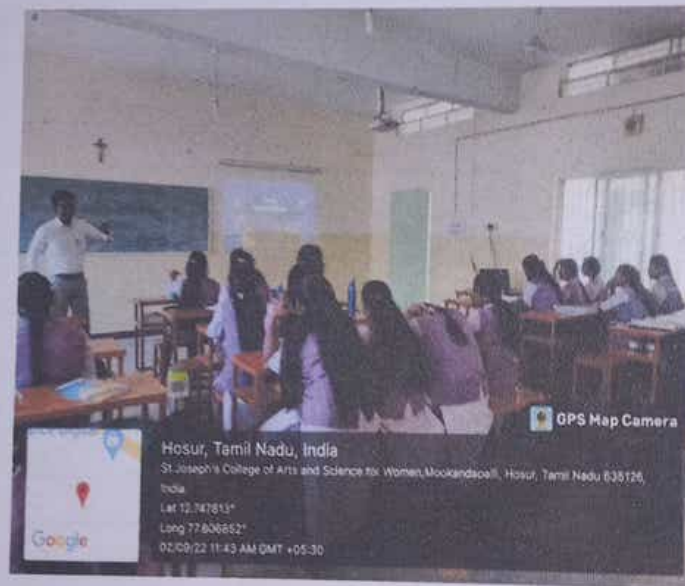 GPS Map Camera
Hosur, Tamil Nadu, India
St.Joseph's College of Arts and Science for Women,Mookandapalli, Hosur, Tamil Nadu 635126,
India
Lat 12.747813°
Long 77.806852°
02/09/22 11:43 AM GMT +05:30
Google